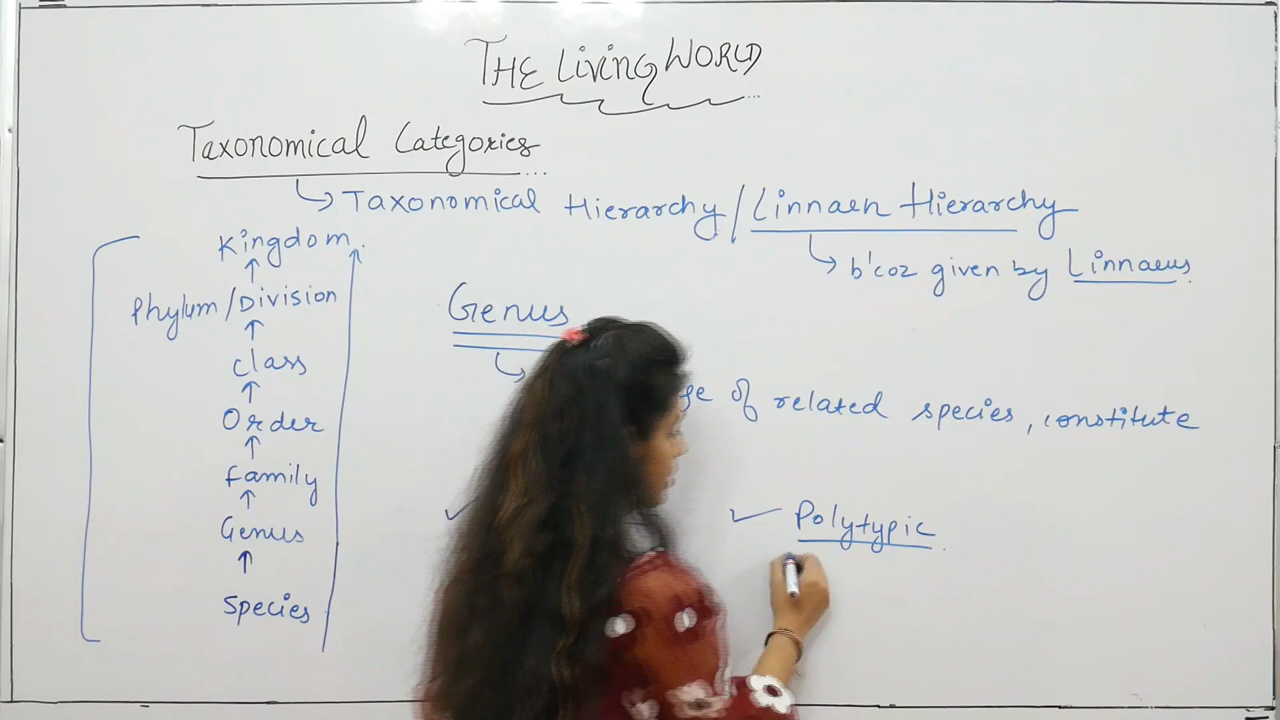 THE LiViNG WORLD
Taxonomical Categories...
Taxonomical Hierarchy/Linnaen Hierarchy
b'coz given by Linnaeus.
Kingdom.
Phylum/Division
Class
Order
Family
Genus
Species
Genus
of related species, constitute
Polytypic